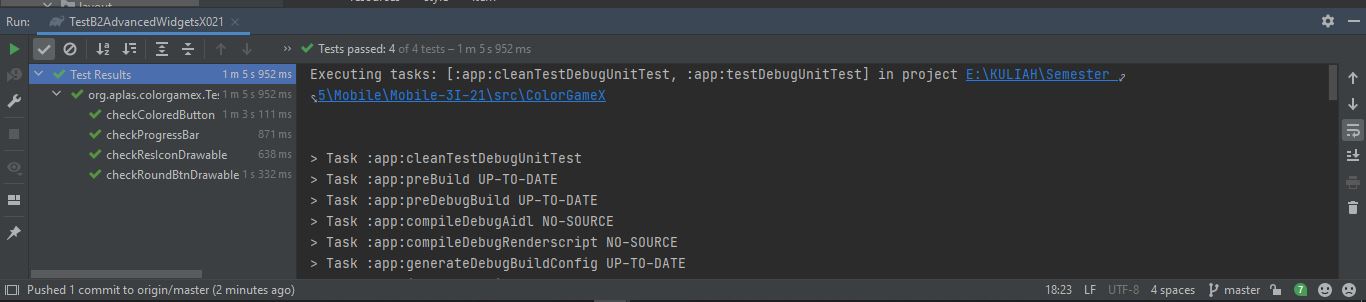 layout
Run: TestB2AdvancedWidgetsX021
Tests passed: 4 of 4 tests – 1 m 5 s 952 ms
Test Results 1 m 5 s 952 ms
org.aplas.colorgamex.Te: 1 m 5 s 952 ms
checkColoredButton 1 m 3 s 111 ms
checkProgressBar 871 ms
checkResIconDrawable 638 ms
checkRoundBtnDrawable 1 s 332 ms
Executing tasks: [:app:cleanTestDebugUnitTest, :app:testDebugUnitTest] in project E:\KULIAH\Semester
5\Mobile\Mobile-3I-21\src\ColorGameX
> Task :app:cleanTestDebugUnitTest
> Task :app:preBuild UP-TO-DATE
> Task :app:preDebugBuild UP-TO-DATE
> Task :app:compileDebugAidl NO-SOURCE
> Task :app:compileDebugRenderscript NO-SOURCE
> Task :app:generateDebugBuildConfig UP-TO-DATE
Pushed 1 commit to origin/master (2 minutes ago) 18:23 LF UTF-8 4 spaces master 7